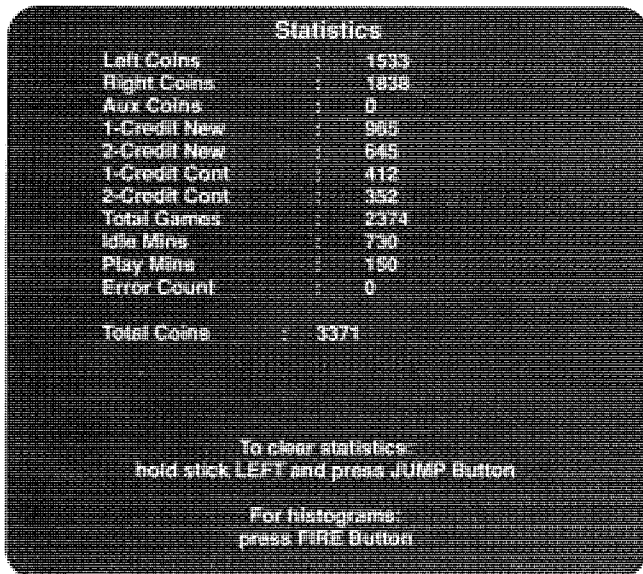 Statistics
Left Coins : 1533
Right Coins : 1838
Aux Coins : 0
1-Credit New : 965
2-Credit New : 645
1-Credit Cont : 412
2-Credit Cont : 352
Total Games : 2374
Idle Mins : 730
Play Mins : 150
Error Count : 0
Total Coins : 3371
To clear statistics:
hold stick LEFT and press JUMP Button
For histograms:
press FIRE Button